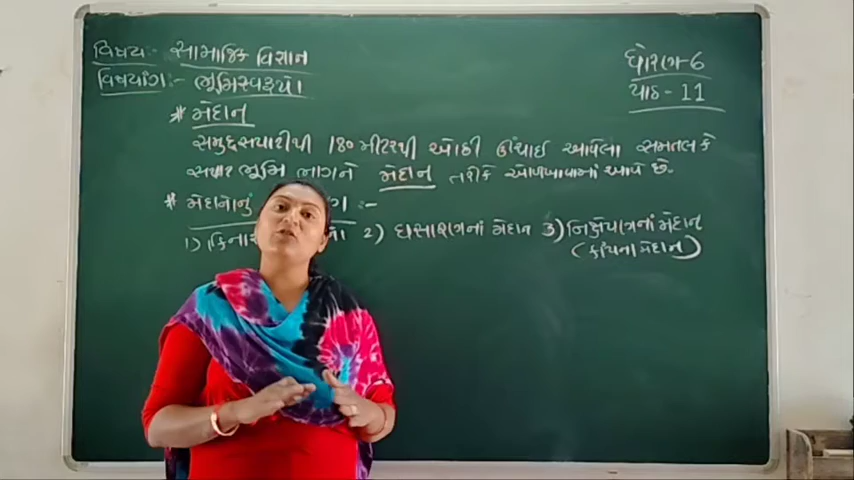 વિષય:- સામાજિક વિજ્ઞાન
ધોરણ-6
વિષયાંગ:- ભૂમિસ્વરૂપો
પાઠ - 11
* મેદાન
સમુદ્રસપાટીથી 180 મીટરથી ઓછી ઊંચાઈ આવેલા સમતલ કે
સપાટ ભૂમિ ભાગને મેદાન તરીકે ઓળખવામાં આવે છે.
* મેદાનોનું :-
1) 2) ઘસારણનાં મેદાન 3) નિક્ષેપણનાં મેદાન
(કાંપના મેદાન)